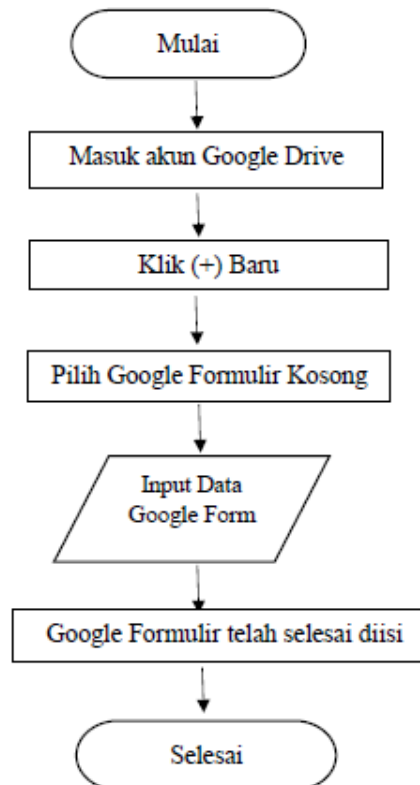 Mulai
Masuk akun Google Drive
Klik (+) Baru
Pilih Google Formulir Kosong
Input Data
Google Form
Google Formulir telah selesai diisi
Selesai